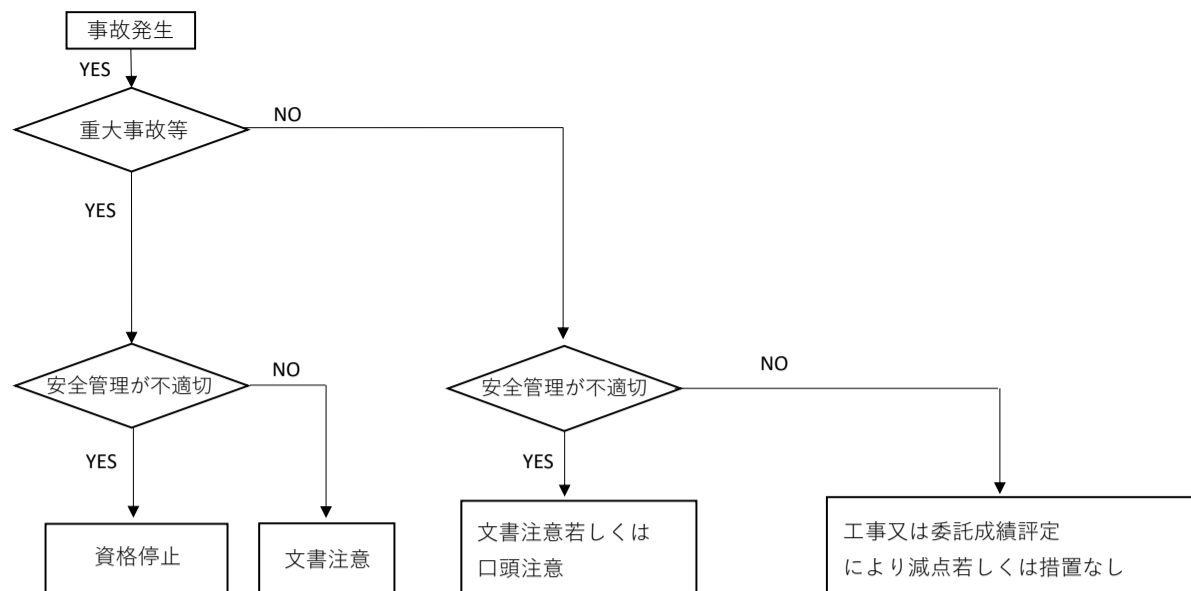 事故発生
YES
重大事故等
NO
YES
安全管理が不適切
NO
安全管理が不適切
NO
YES
YES
資格停止
文書注意
文書注意若しくは
口頭注意
工事又は委託成績評定
により減点若しくは措置なし